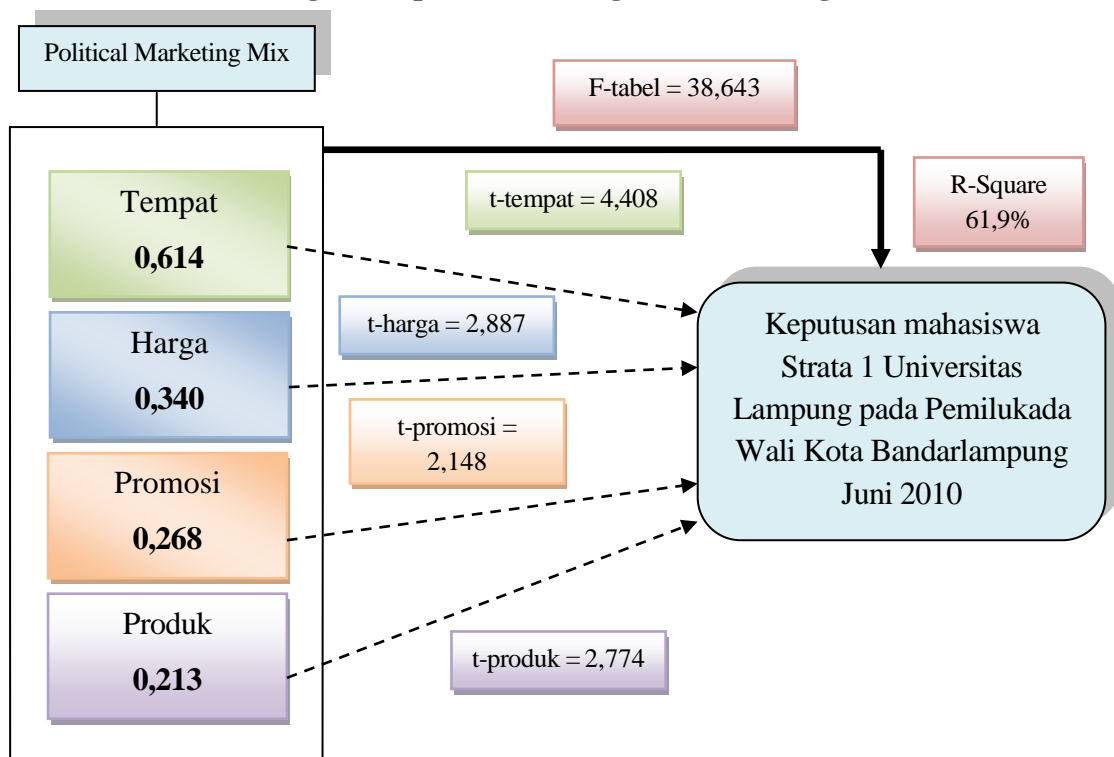 Political Marketing Mix
F-tabel = 38,643
t-tempat = 4,408
R-Square
61,9%
Tempat
0,614
t-harga = 2,887
Harga
0,340
t-promosi =
2,148
Promosi
0,268
Produk
0,213
t-produk = 2,774
Keputusan mahasiswa
Strata 1 Universitas
Lampung pada Pemilukada
Wali Kota Bandarlampung
Juni 2010